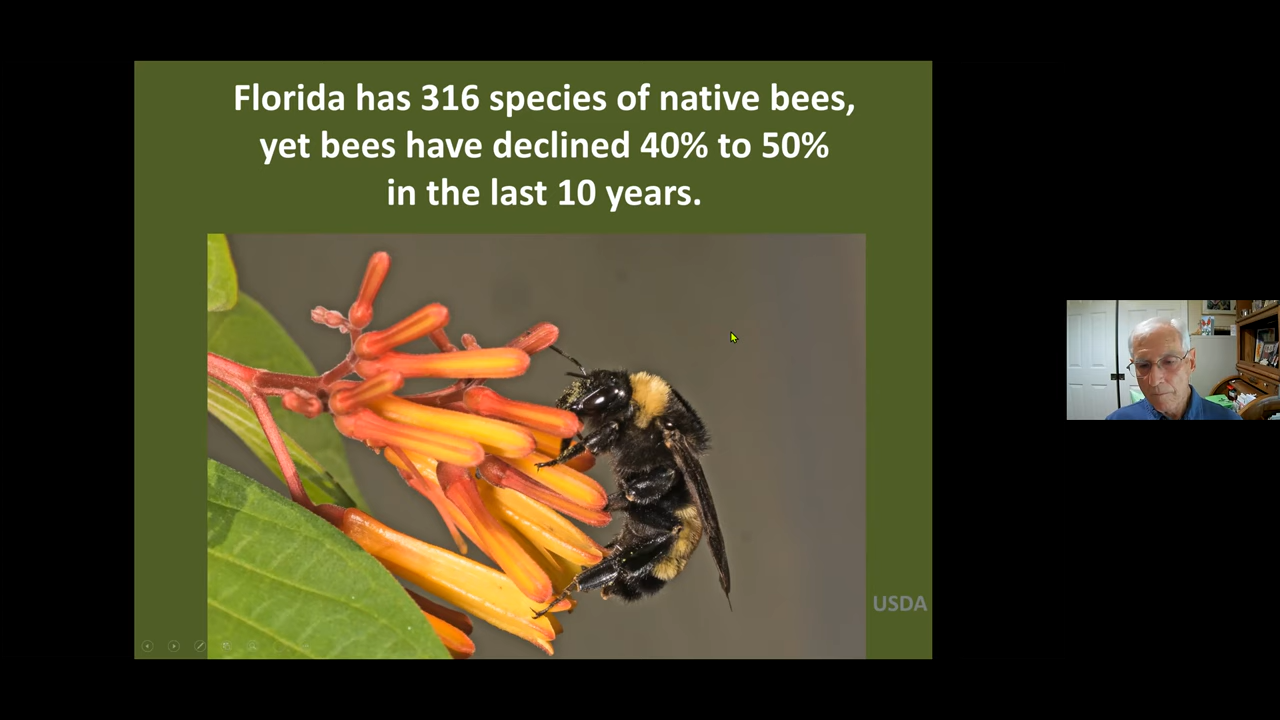 Florida has 316 species of native bees,
yet bees have declined 40% to 50%
in the last 10 years.
USDA